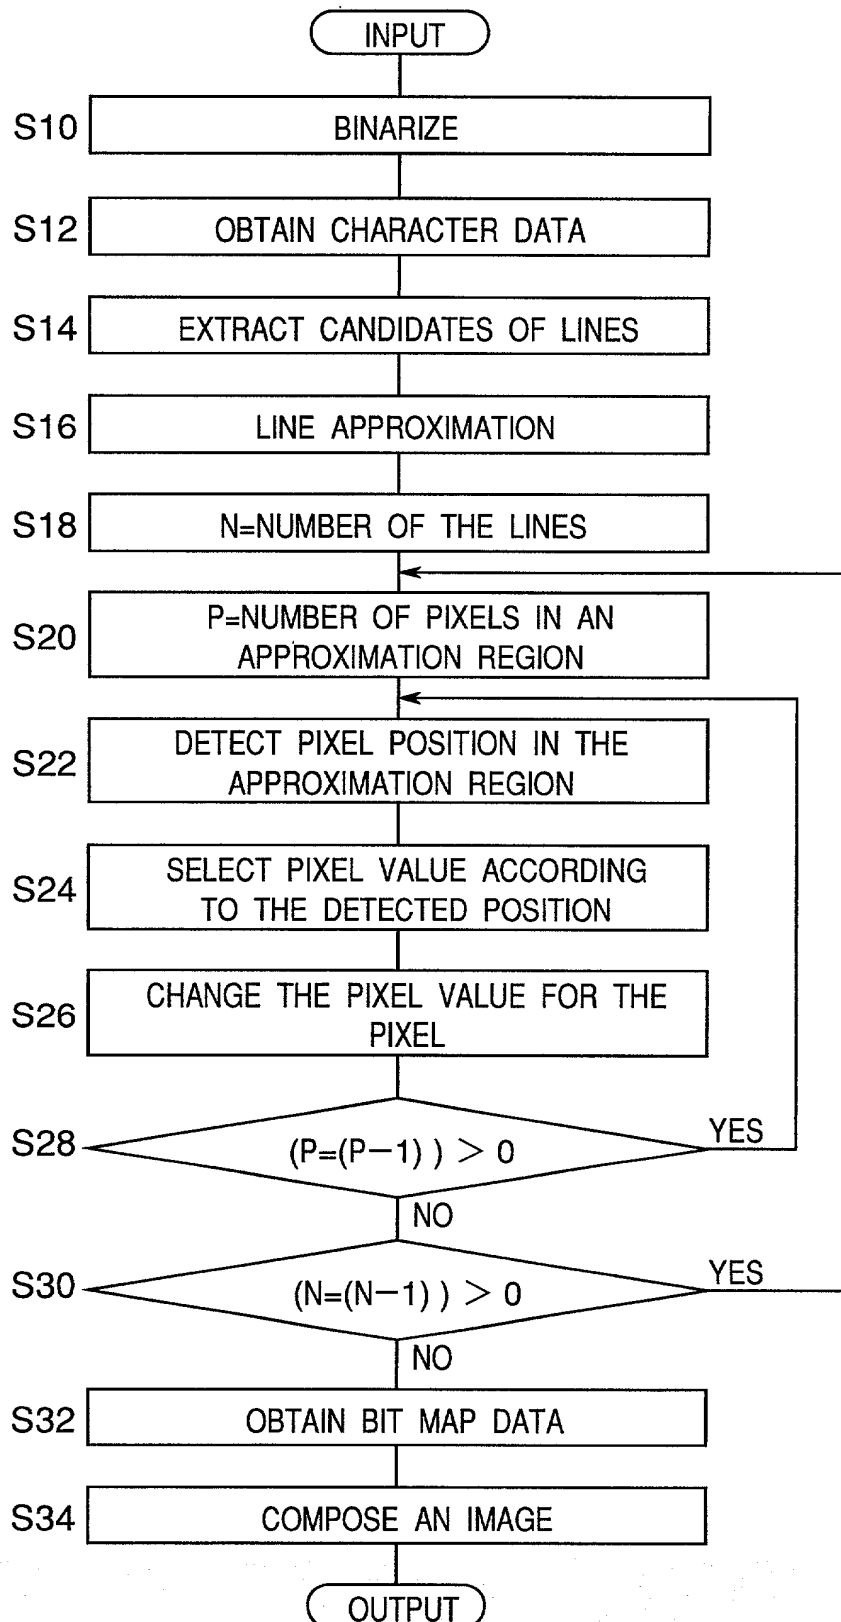 INPUT
S10
BINARIZE
S12
OBTAIN CHARACTER DATA
S14
EXTRACT CANDIDATES OF LINES
S16
LINE APPROXIMATION
S18
N=NUMBER OF THE LINES
S20
P=NUMBER OF PIXELS IN AN
APPROXIMATION REGION
S22
DETECT PIXEL POSITION IN THE
APPROXIMATION REGION
S24
SELECT PIXEL VALUE ACCORDING
TO THE DETECTED POSITION
S26
CHANGE THE PIXEL VALUE FOR THE
PIXEL
S28
(P=(P−1) ) > 0
YES
NO
S30
(N=(N−1) ) > 0
YES
NO
S32
OBTAIN BIT MAP DATA
S34
COMPOSE AN IMAGE
OUTPUT